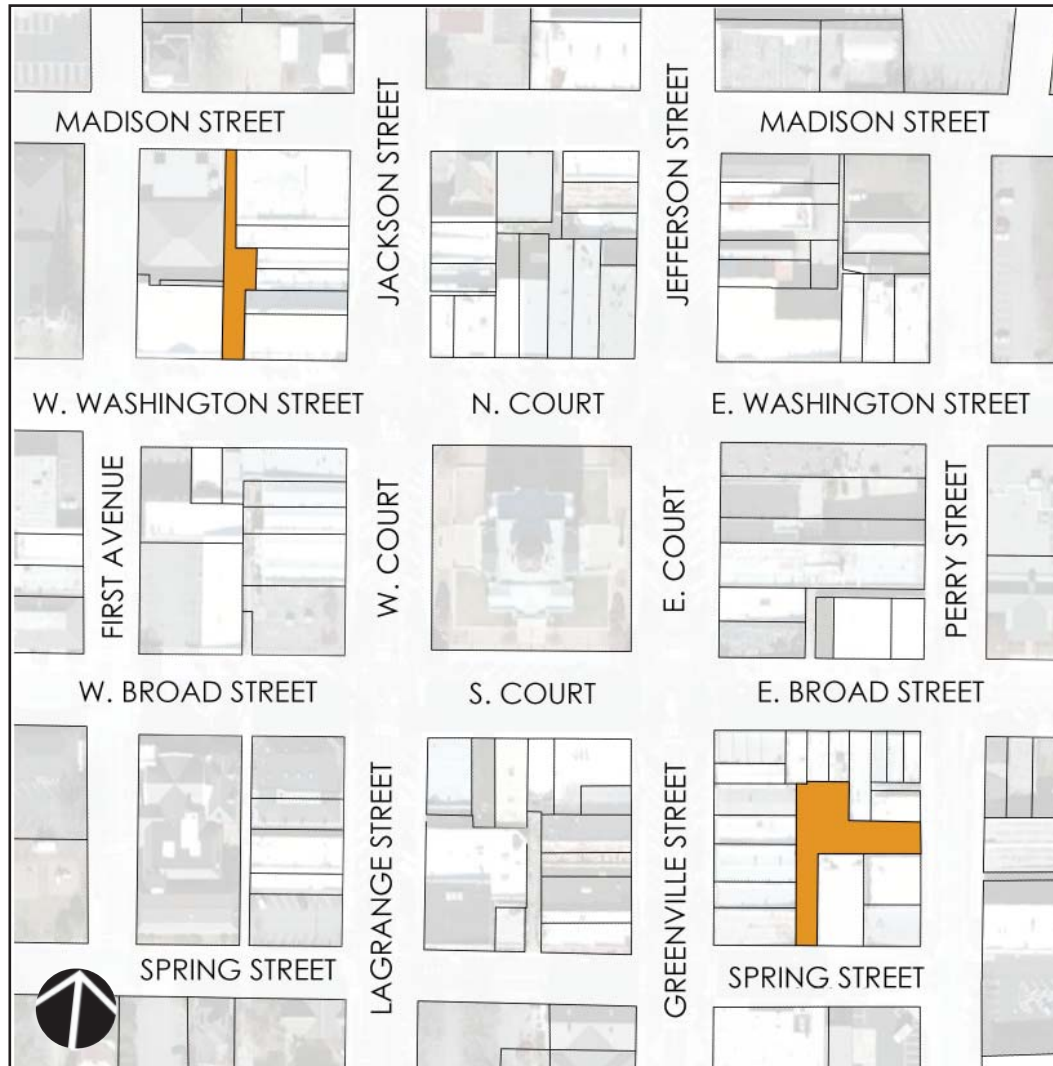 MADISON STREET
JACKSON STREET
JEFFERSON STREET
MADISON STREET
W. WASHINGTON STREET
N. COURT
E. WASHINGTON STREET
FIRST AVENUE
W. COURT
E. COURT
PERRY STREET
W. BROAD STREET
S. COURT
E. BROAD STREET
LAGRANGE STREET
GREENVILLE STREET
SPRING STREET
SPRING STREET